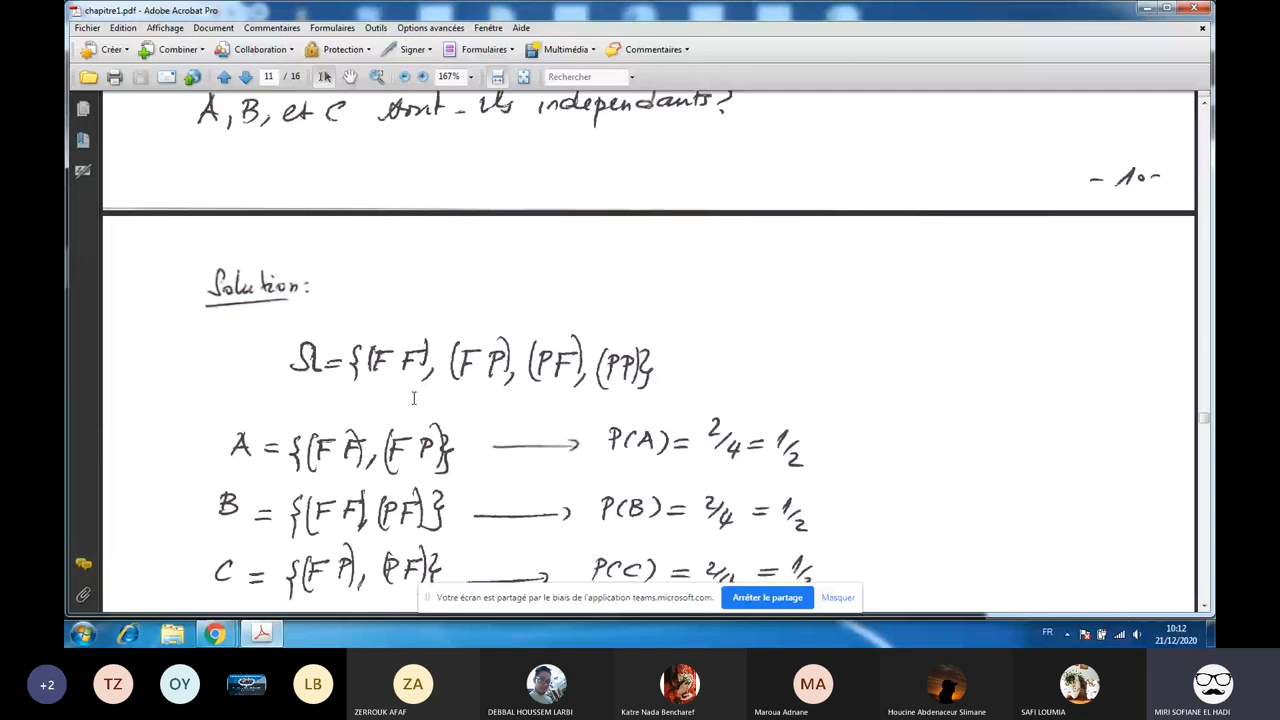 chapitre1.pdf - Adobe Acrobat Pro
Fichier Edition Affichage Document Commentaires Formulaires Outils Options avancées Fenêtre Aide
Créer Combiner Collaboration Protection Signer Formulaires Multimédia Commentaires
11 / 16 167% Rechercher
A, B, et C sont-ils independants?
- 10 -
Solution:
Ω = {(F F), (F P), (PF), (PP)}
A = {(F F), (F P)} → P(A) = 2/4 = 1/2
B = {(F F), (PF)} → P(B) = 2/4 = 1/2
C = {(F P), (PF)} → P(C) = 2/4 = 1/2
Votre écran est partagé par le biais de l'application teams.microsoft.com. Arrêter le partage Masquer
FR 10:12
21/12/2020
+2 TZ OY LB ZA MA
ZERROUK AFAF DEBBAL HOUSSEM LARBI Katre Nada Bencharef Maroua Adnane Houcine Abdenaceur Slimane SAFI LOUMIA MIRI SOFIANE EL HADI